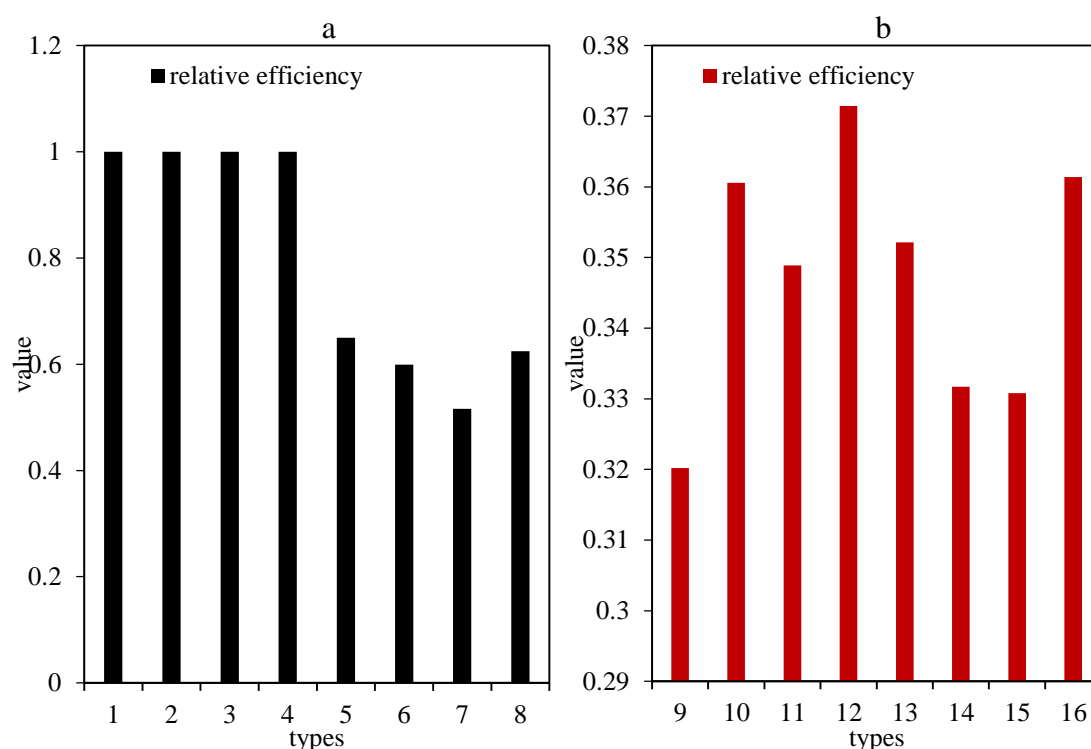 a
1.2
1
0.8
0.6
0.4
0.2
0
value
relative efficiency
1 2 3 4 5 6 7 8
types
b
0.38
0.37
0.36
0.35
0.34
0.33
0.32
0.31
0.3
0.29
value
relative efficiency
9 10 11 12 13 14 15 16
types